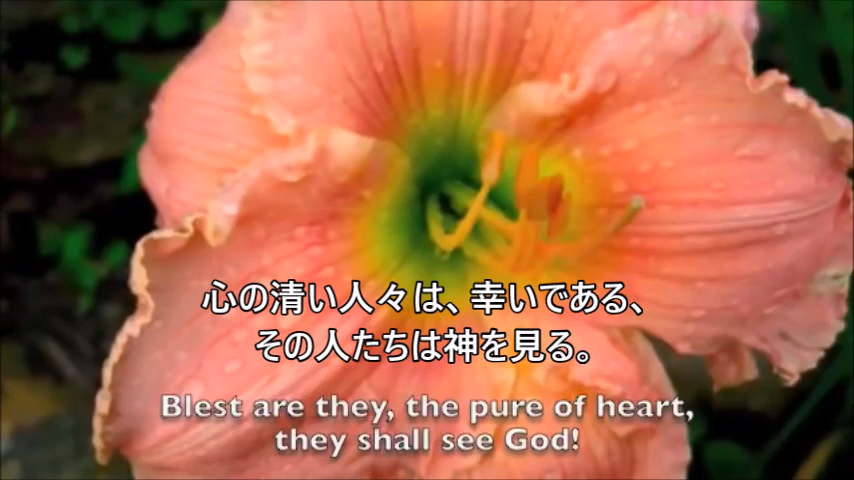 心の清い人々は、幸いである、
その人たちは神を見る。
Blest are they, the pure of heart,
they shall see God!